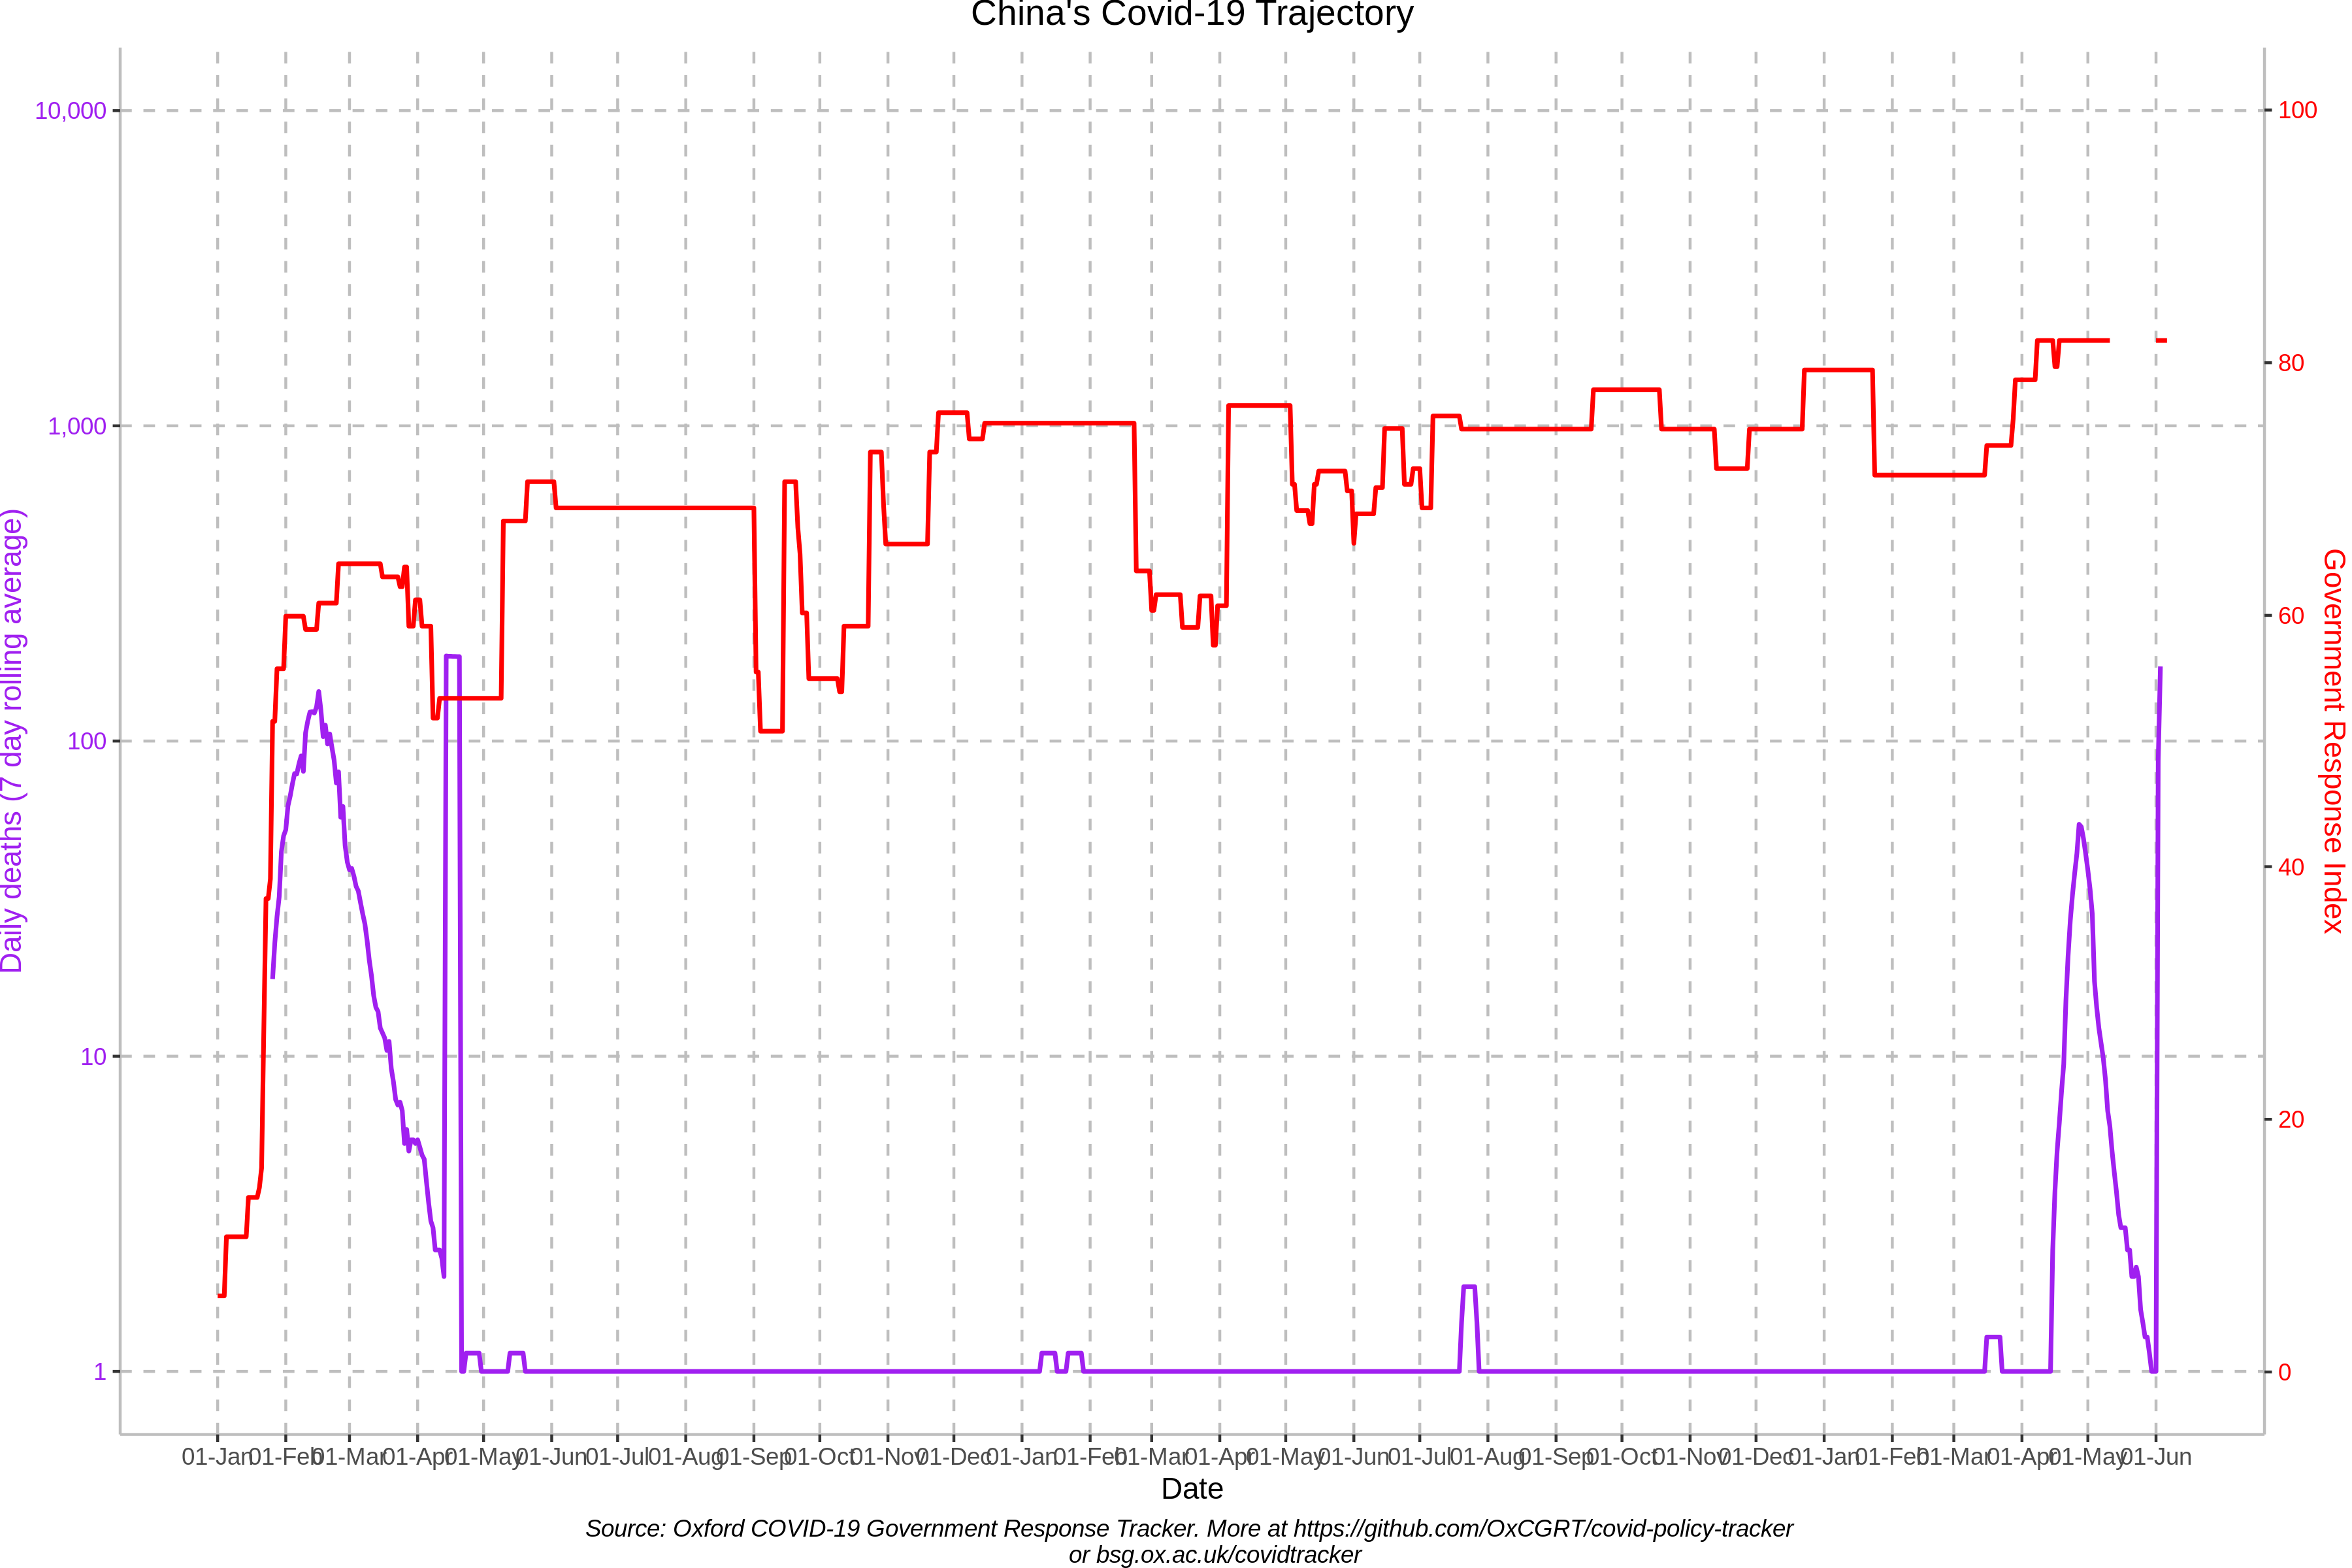 China's Covid-19 Trajectory
10,000
1,000
100
10
1
Daily deaths (7 day rolling average)
100
80
60
40
20
0
Government Response Index
01-Jan 01-Feb 01-Mar 01-Apr 01-May 01-Jun 01-Jul 01-Aug 01-Sep 01-Oct 01-Nov 01-Dec 01-Jan 01-Feb 01-Mar 01-Apr 01-May 01-Jun 01-Jul 01-Aug 01-Sep 01-Oct 01-Nov 01-Dec 01-Jan 01-Feb 01-Mar 01-Apr 01-May 01-Jun
Date
Source: Oxford COVID-19 Government Response Tracker. More at https://github.com/OxCGRT/covid-policy-tracker
or bsg.ox.ac.uk/covidtracker